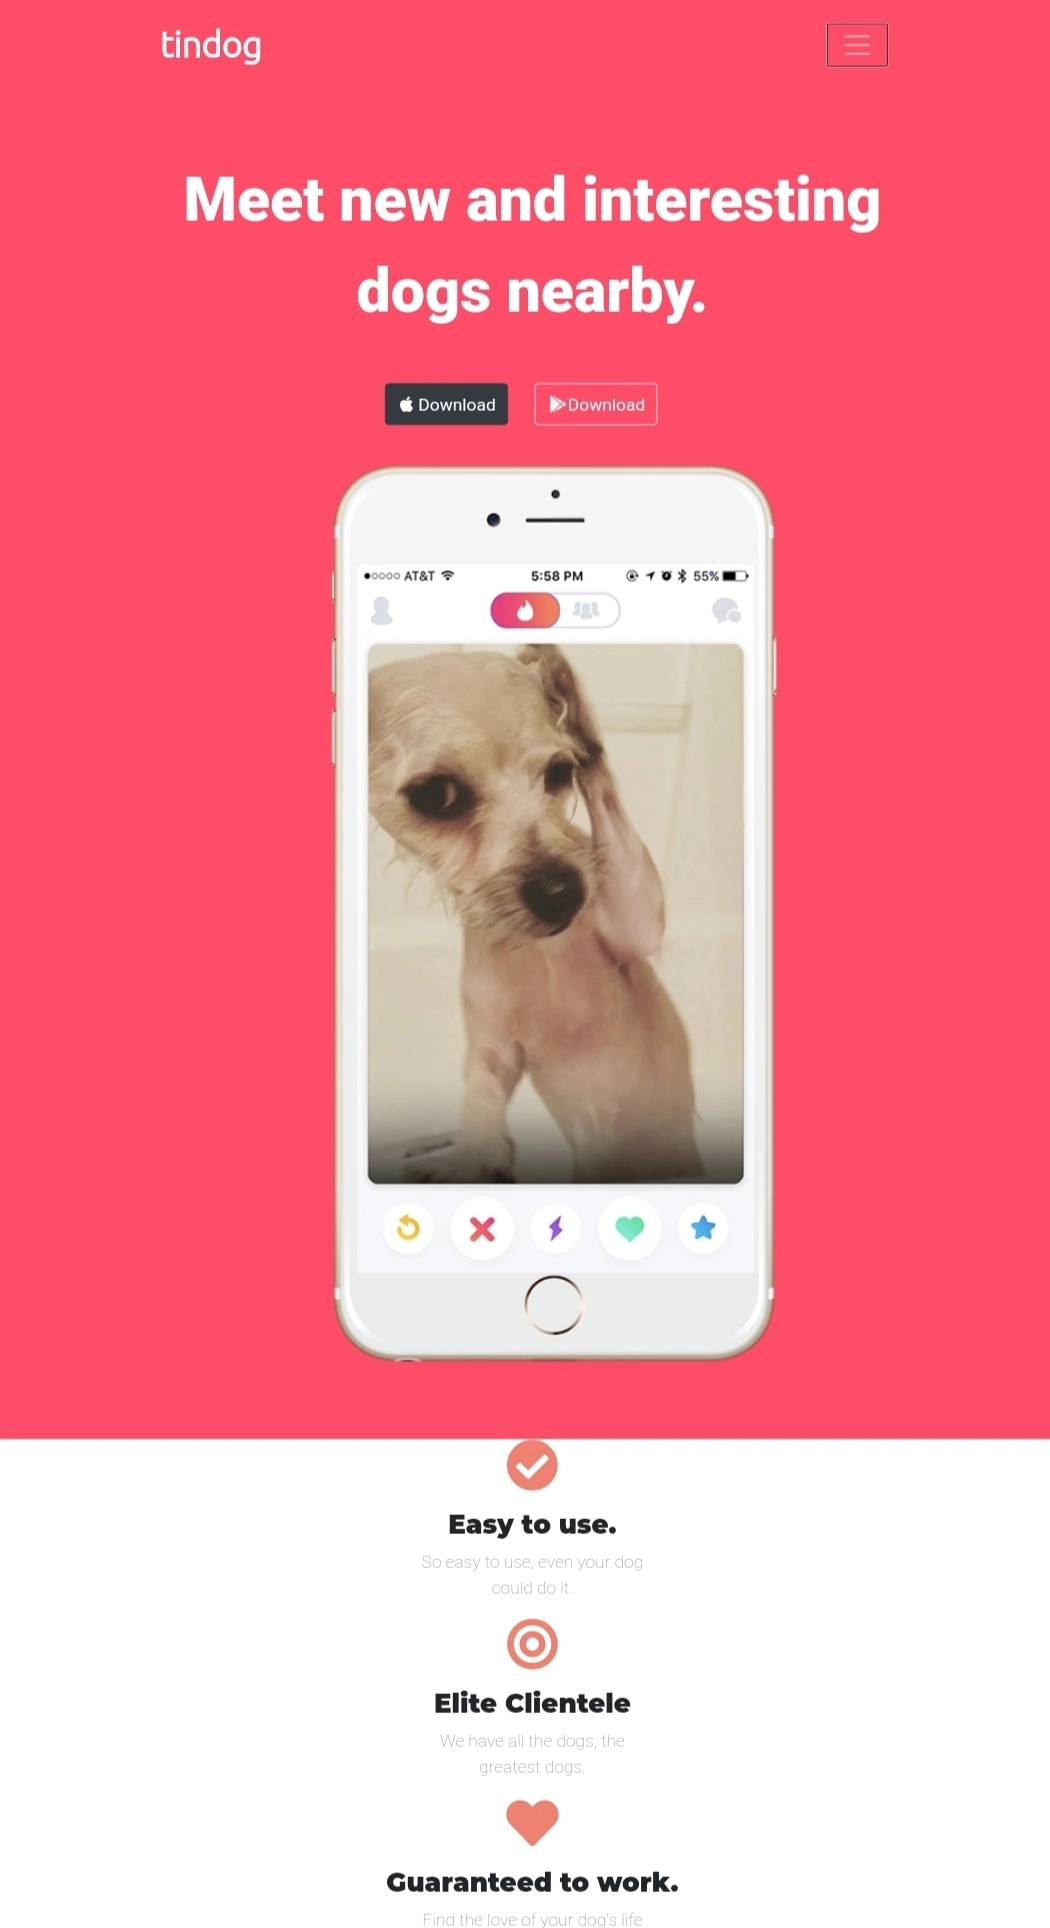 tindog
Meet new and interesting
dogs nearby.
Download
Download
AT&T 5:58 PM 55%
Easy to use.
So easy to use, even your dog
could do it.
Elite Clientele
We have all the dogs, the
greatest dogs.
Guaranteed to work.
Find the love of your dog's life